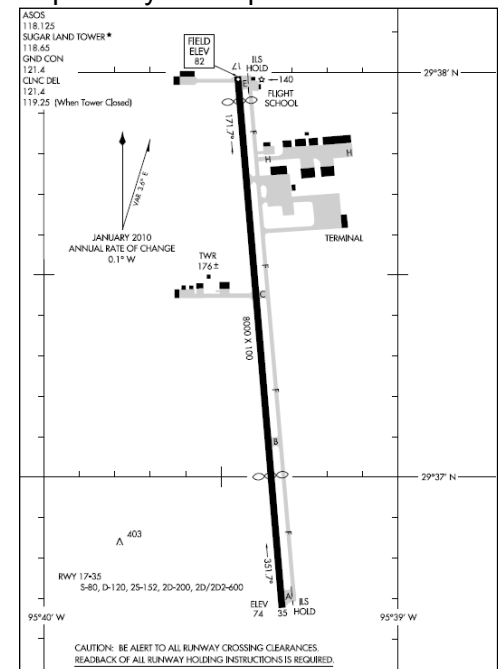 ASOS
118.125
SUGAR LAND TOWER★
118.65
GND CON
121.4
CLNC DEL
121.4
119.25 (When Tower Closed)
FIELD
ELEV
82
17
ILS
HOLD
140
29°38' N
E
FLIGHT
SCHOOL
171.7°
F
H
H
VAR 3.6° E
JANUARY 2010
ANNUAL RATE OF CHANGE
0.1° W
TERMINAL
TWR
176±
F
C
8000 X 100
F
B
29°37' N
403
F
351.7°
RWY 17-35
S-80, D-120, 2S-152, 2D-200, 2D/2D2-600
A
ILS
HOLD
ELEV
74
35
95°40' W
95°39' W
CAUTION: BE ALERT TO ALL RUNWAY CROSSING CLEARANCES.
READBACK OF ALL RUNWAY HOLDING INSTRUCTIONS IS REQUIRED.